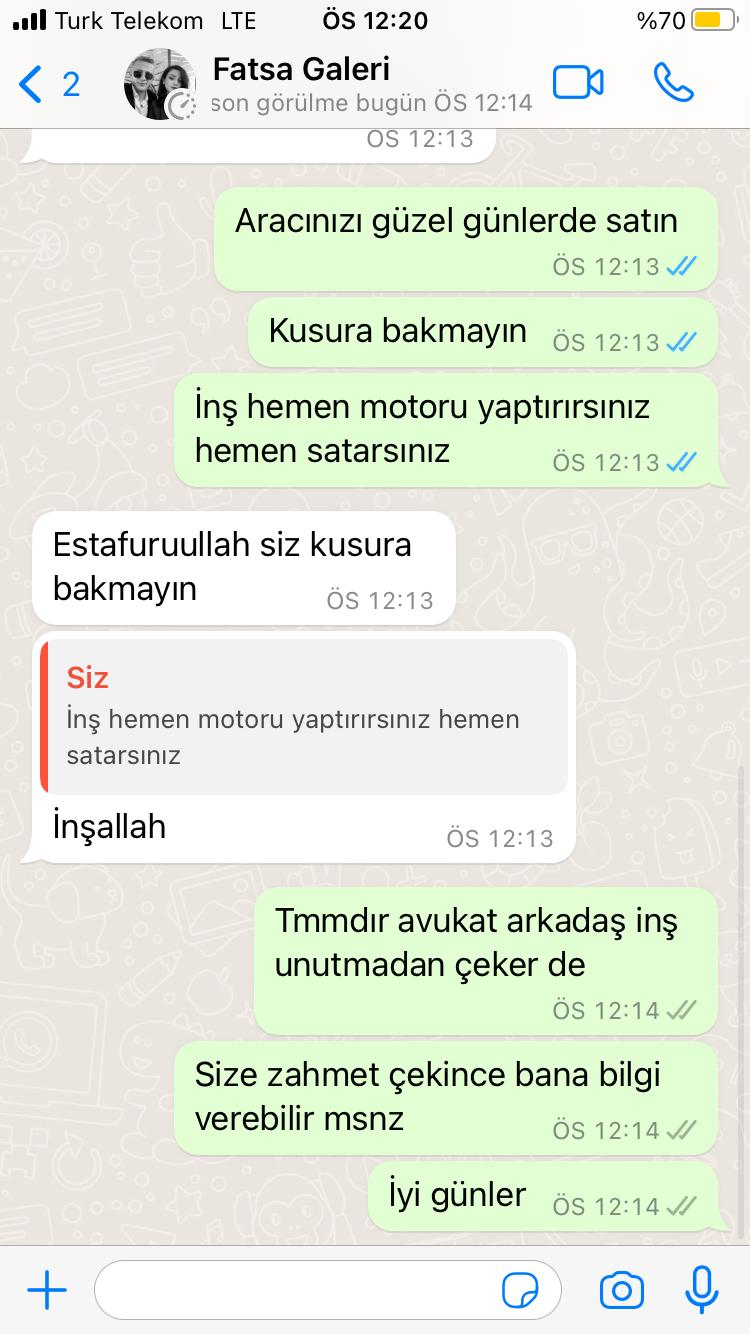 Turk Telekom LTE ÖS 12:20 %70
2 Fatsa Galeri
son görülme bugün ÖS 12:14
ÖS 12:13
Aracınızı güzel günlerde satın
ÖS 12:13
Kusura bakmayın ÖS 12:13
İnş hemen motoru yaptırırsınız
hemen satarsınız ÖS 12:13
Estafuruullah siz kusura
bakmayın ÖS 12:13
Siz
İnş hemen motoru yaptırırsınız hemen
satarsınız
İnşallah ÖS 12:13
Tmmdır avukat arkadaş inş
unutmadan çeker de
ÖS 12:14
Size zahmet çekince bana bilgi
verebilir msnz ÖS 12:14
İyi günler ÖS 12:14